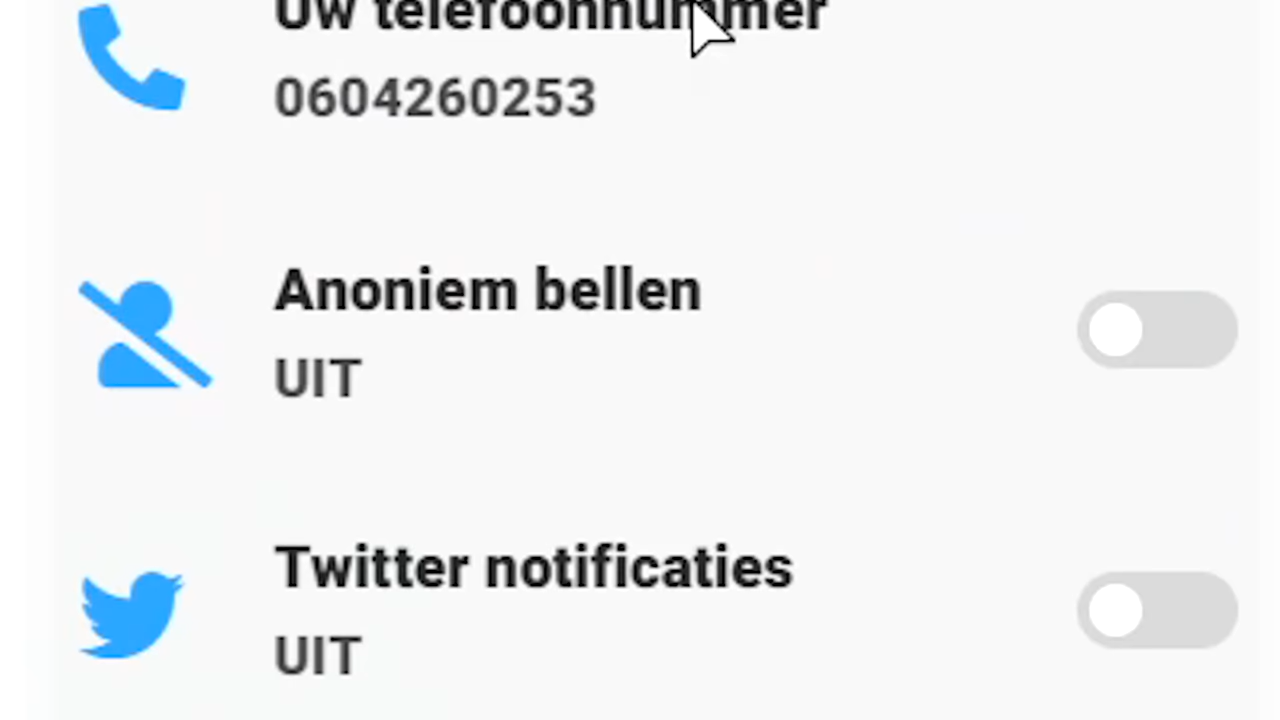 Uw telefoonnummer
0604260253
Anoniem bellen
UIT
Twitter notificaties
UIT